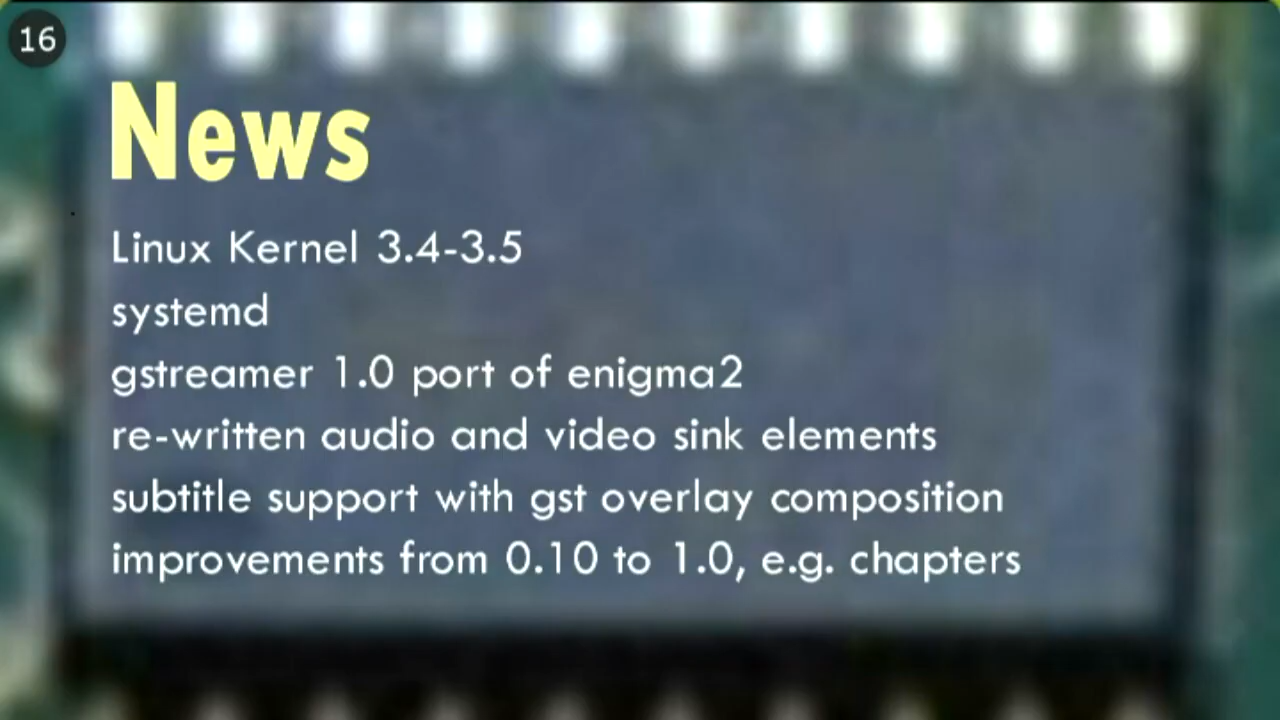 16
News
Linux Kernel 3.4-3.5
systemd
gstreamer 1.0 port of enigma2
re-written audio and video sink elements
subtitle support with gst overlay composition
improvements from 0.10 to 1.0, e.g. chapters